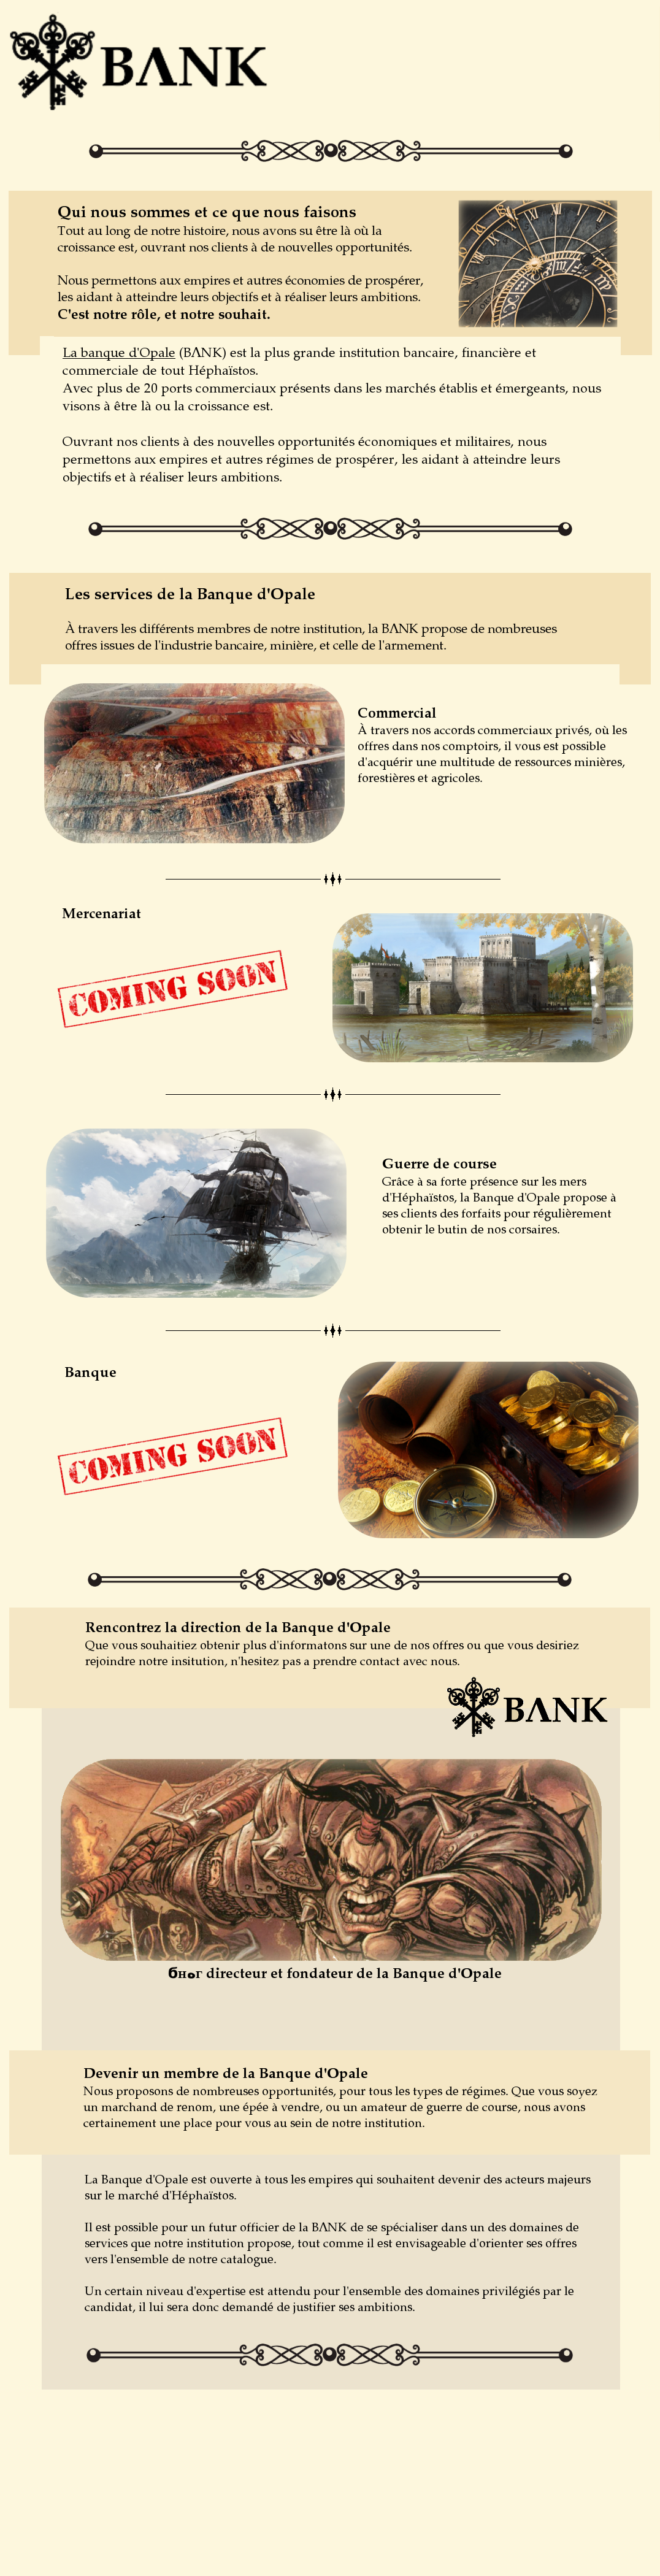 BΛNK
Qui nous sommes et ce que nous faisons
Tout au long de notre histoire, nous avons su être là où la
croissance est, ouvrant nos clients à de nouvelles opportunités.
Nous permettons aux empires et autres économies de prospérer,
les aidant à atteindre leurs objectifs et à réaliser leurs ambitions.
C'est notre rôle, et notre souhait.
La banque d'Opale (BΛNK) est la plus grande institution bancaire, financière et
commerciale de tout Héphaïstos.
Avec plus de 20 ports commerciaux présents dans les marchés établis et émergeants, nous
visons à être là ou la croissance est.
Ouvrant nos clients à des nouvelles opportunités économiques et militaires, nous
permettons aux empires et autres régimes de prospérer, les aidant à atteindre leurs
objectifs et à réaliser leurs ambitions.
Les services de la Banque d'Opale
À travers les différents membres de notre institution, la BΛNK propose de nombreuses
offres issues de l'industrie bancaire, minière, et celle de l'armement.
Commercial
À travers nos accords commerciaux privés, où les
offres dans nos comptoirs, il vous est possible
d'acquérir une multitude de ressources minières,
forestières et agricoles.
Mercenariat
COMING SOON
Guerre de course
Grâce à sa forte présence sur les mers
d'Héphaïstos, la Banque d'Opale propose à
ses clients des forfaits pour régulièrement
obtenir le butin de nos corsaires.
Banque
COMING SOON
Rencontrez la direction de la Banque d'Opale
Que vous souhaitiez obtenir plus d'informatons sur une de nos offres ou que vous desiriez
rejoindre notre insitution, n'hesitez pas a prendre contact avec nous.
BΛNK
directeur et fondateur de la Banque d'Opale
Devenir un membre de la Banque d'Opale
Nous proposons de nombreuses opportunités, pour tous les types de régimes. Que vous soyez
un marchand de renom, une épée à vendre, ou un amateur de guerre de course, nous avons
certainement une place pour vous au sein de notre institution.
La Banque d'Opale est ouverte à tous les empires qui souhaitent devenir des acteurs majeurs
sur le marché d'Héphaïstos.
Il est possible pour un futur officier de la BΛNK de se spécialiser dans un des domaines de
services que notre institution propose, tout comme il est envisageable d'orienter ses offres
vers l'ensemble de notre catalogue.
Un certain niveau d'expertise est attendu pour l'ensemble des domaines privilégiés par le
candidat, il lui sera donc demandé de justifier ses ambitions.